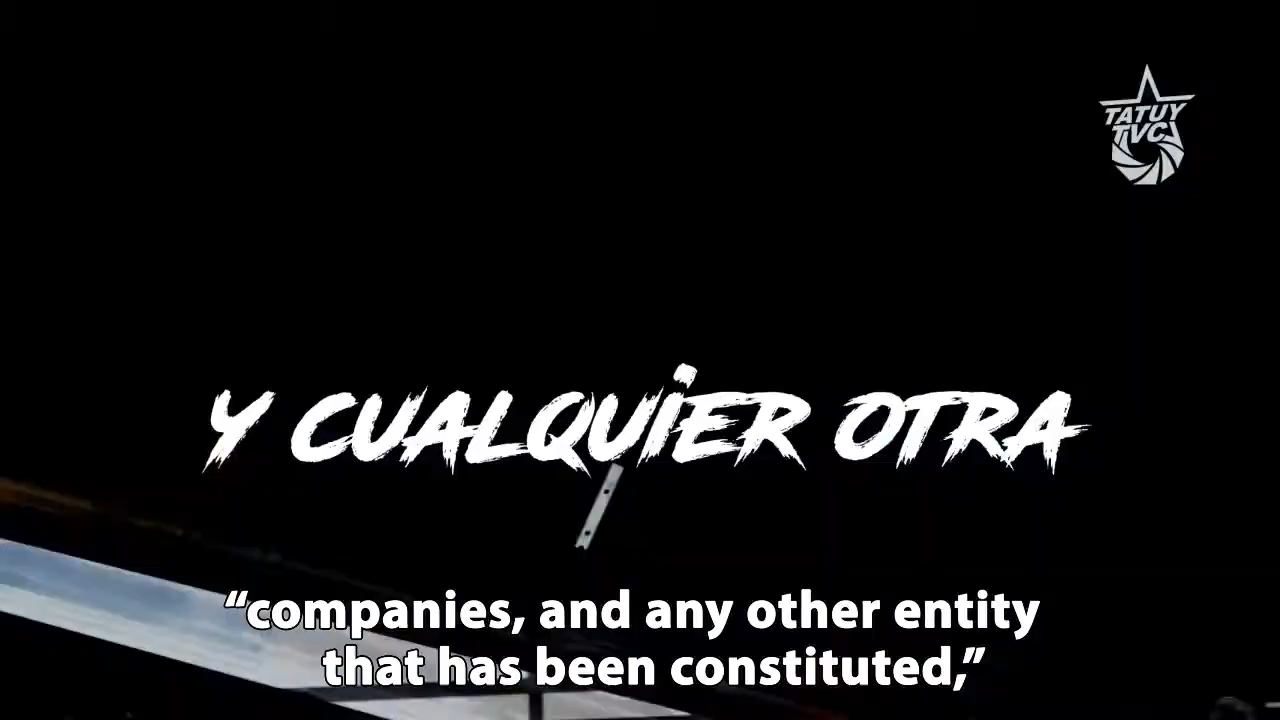 TATUY
TVC
Y CUALQUIER OTRA
“companies, and any other entity
that has been constituted,”